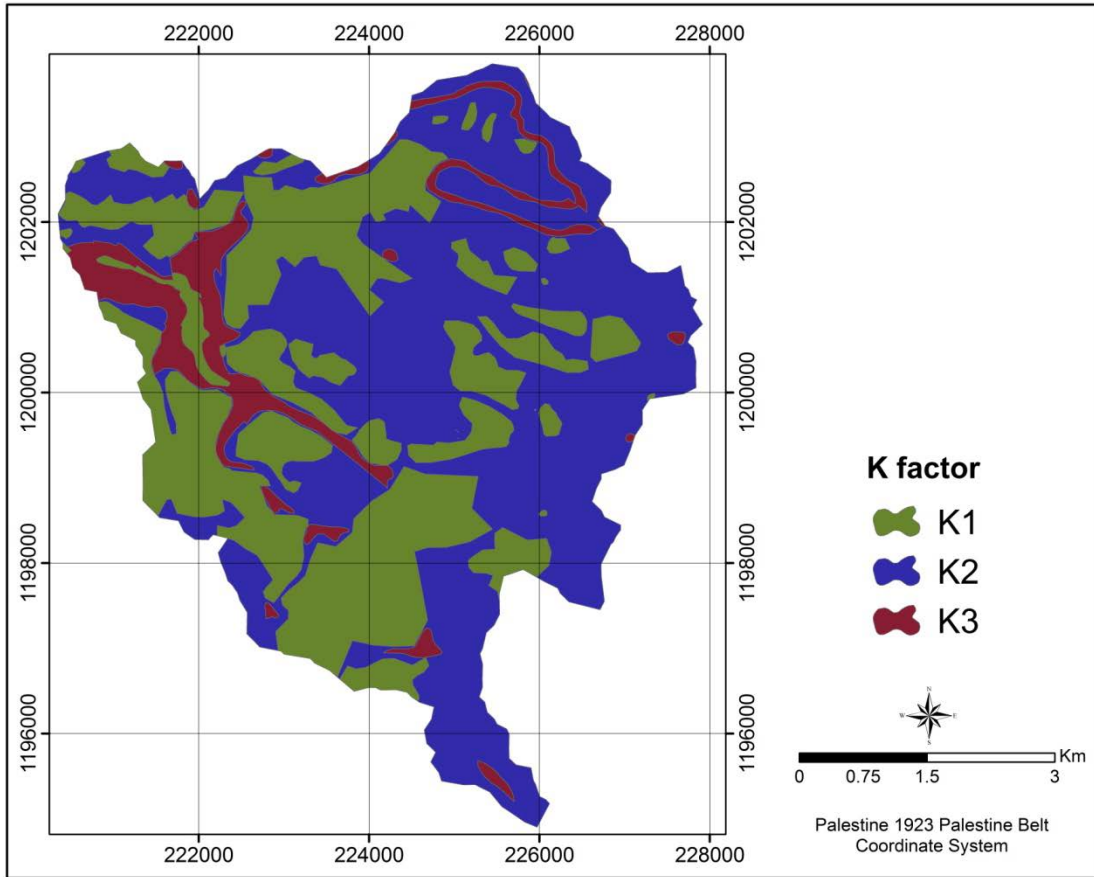 222000 224000 226000 228000
1202000 1202000
1200000 1200000
1198000 1198000
1196000 1196000
222000 224000 226000 228000
K factor
K1
K2
K3
N
W E
S
Km
0 0.75 1.5 3
Palestine 1923 Palestine Belt
Coordinate System